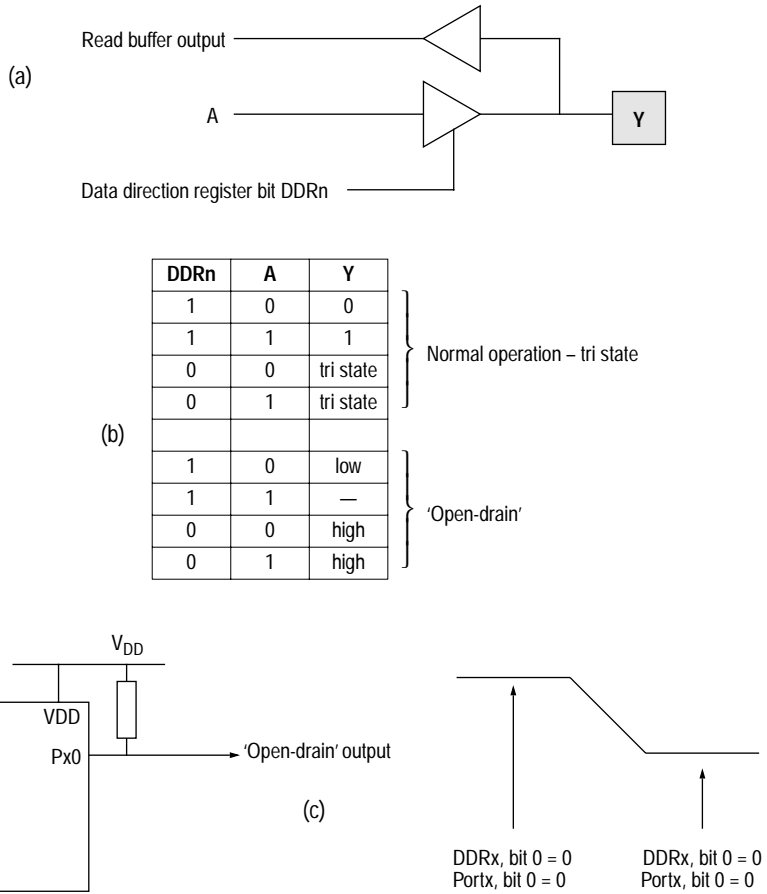 Read buffer output
(a)
A
Y
Data direction register bit DDRn
DDRn A Y
1 0 0
1 1 1
0 0 tri state
0 1 tri state
Normal operation – tri state
(b)
1 0 low
1 1 —
0 0 high
0 1 high
'Open-drain'
VDD
VDD
Px0
'Open-drain' output
(c)
DDRx, bit 0 = 0
Portx, bit 0 = 0
DDRx, bit 0 = 0
Portx, bit 0 = 0